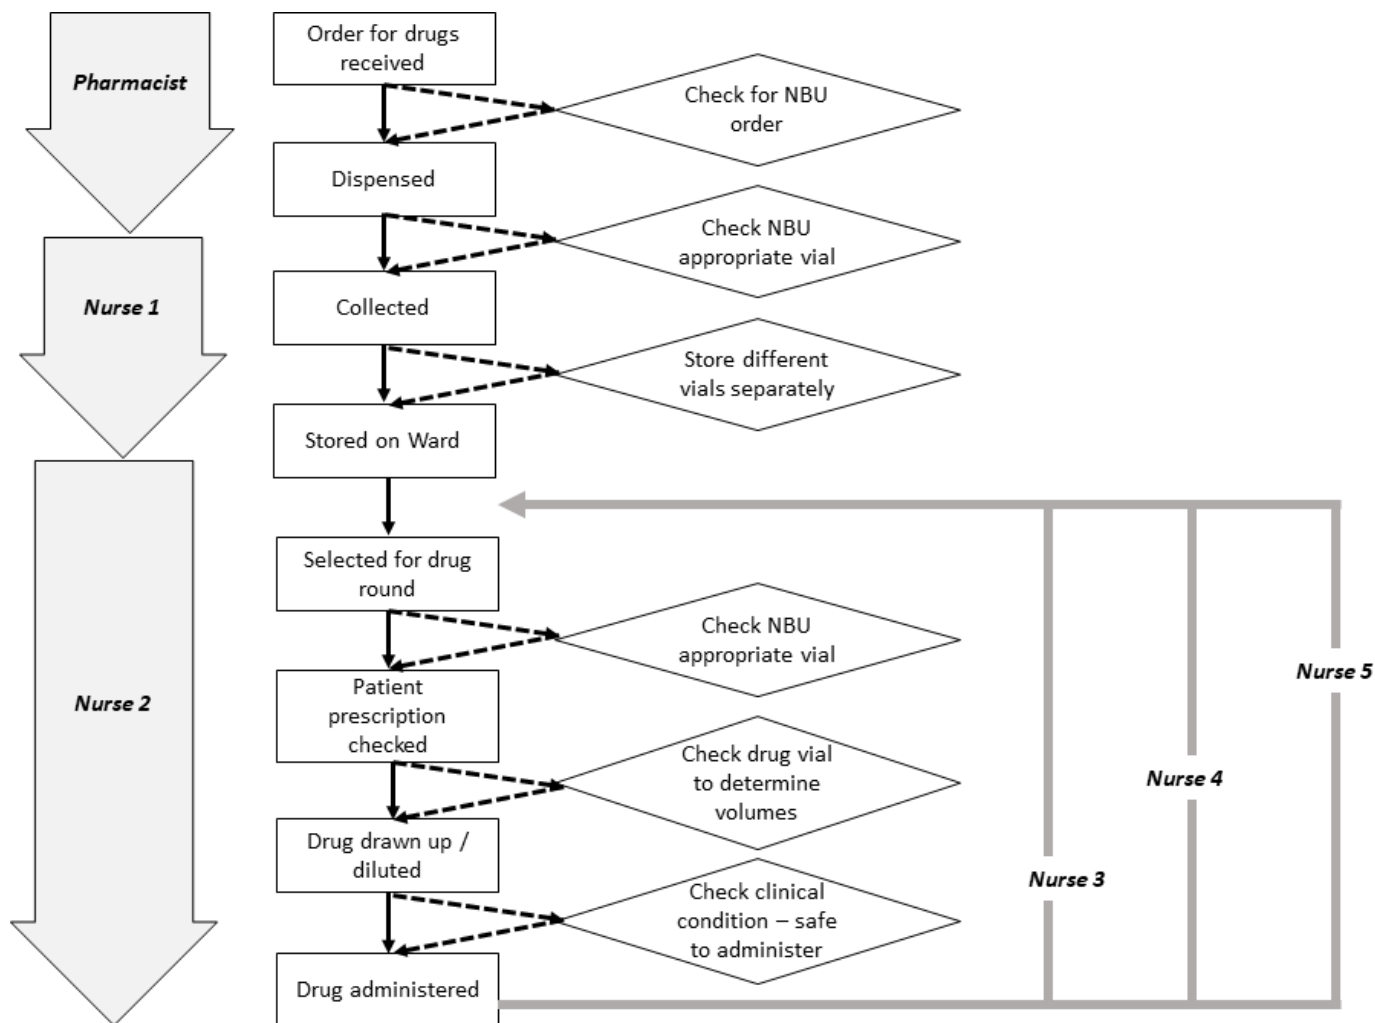 Pharmacist
Order for drugs
received
Check for NBU
order
Dispensed
Check NBU
appropriate vial
Nurse 1
Collected
Store different
vials separately
Stored on Ward
Selected for drug
round
Check NBU
appropriate vial
Nurse 2
Patient
prescription
checked
Check drug vial
to determine
volumes
Drug drawn up /
diluted
Check clinical
condition – safe
to administer
Drug administered
Nurse 3
Nurse 4
Nurse 5